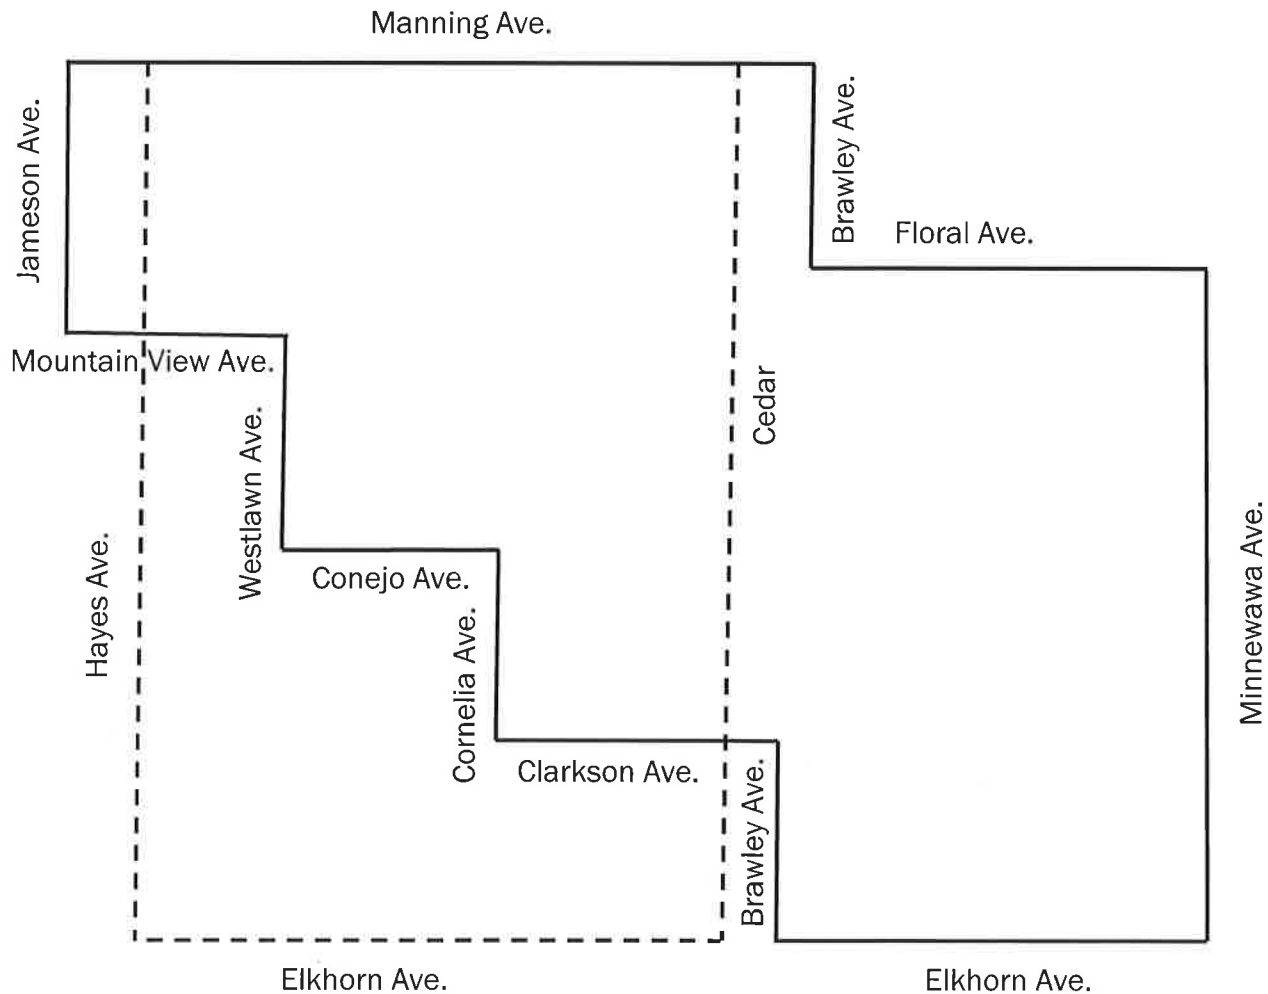 Manning Ave.
Jameson Ave.
Brawley Ave.
Floral Ave.
Mountain View Ave.
Cedar
Westlawn Ave.
Hayes Ave.
Conejo Ave.
Minnewawa Ave.
Cornelia Ave.
Clarkson Ave.
Brawley Ave.
Elkhorn Ave.
Elkhorn Ave.